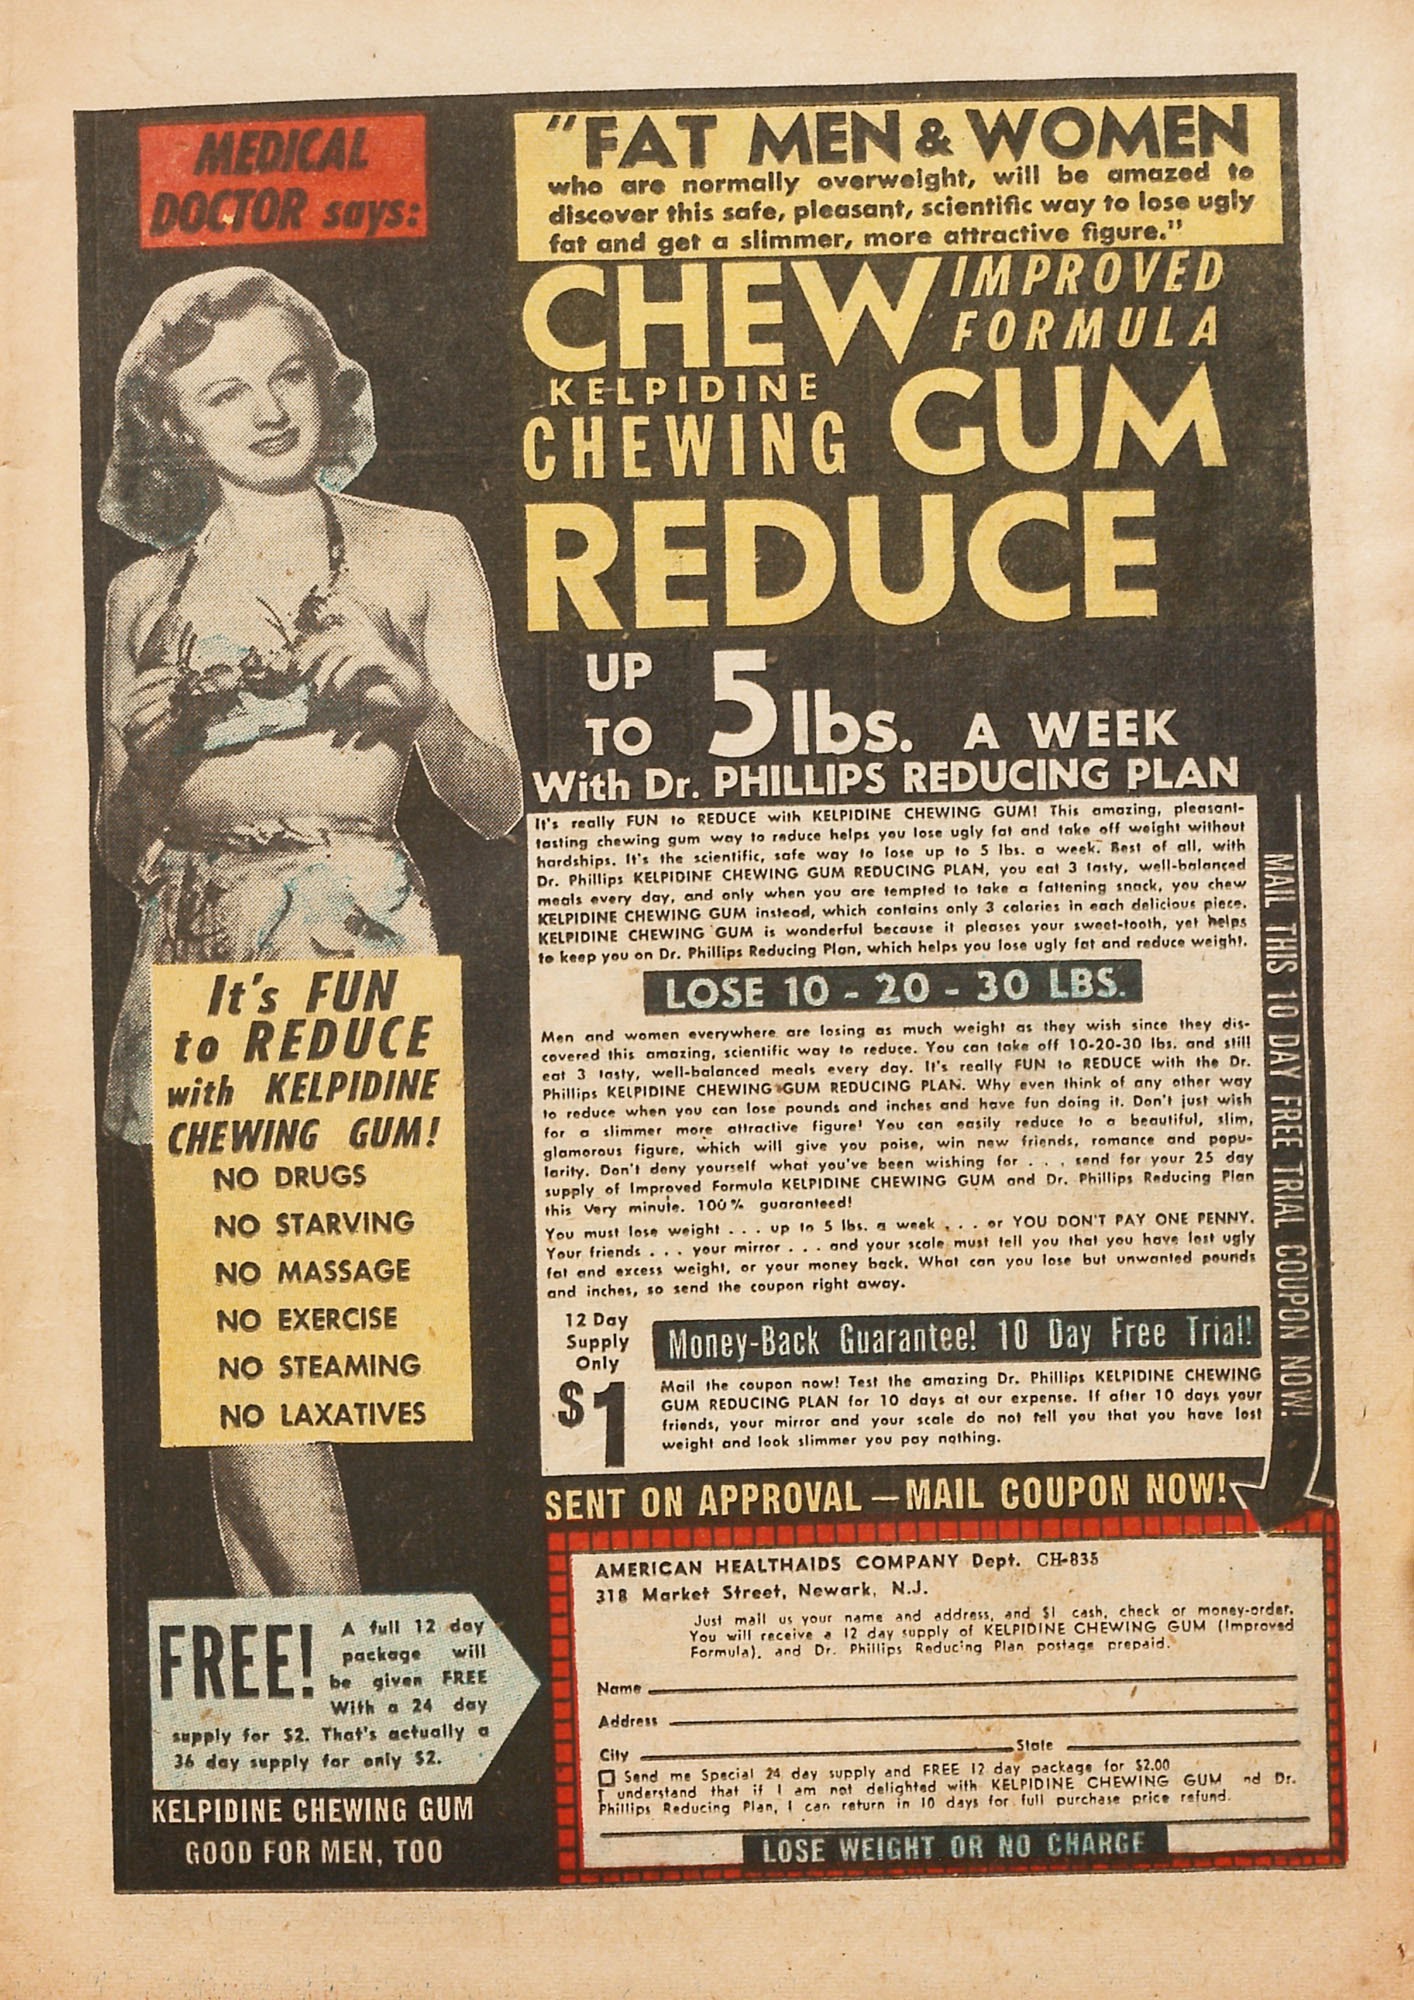 MEDICAL
DOCTOR says:
"FAT MEN & WOMEN
who are normally overweight, will be amazed to
discover this safe, pleasant, scientific way to lose ugly
fat and get a slimmer, more attractive figure."
CHEW IMPROVED
FORMULA
KELPIDINE
CHEWING GUM
REDUCE
UP
TO 5 lbs. A WEEK
With Dr. PHILLIPS REDUCING PLAN
It's really FUN to REDUCE with KELPIDINE CHEWING GUM! This amazing, pleasant-
tasting chewing gum way to reduce helps you lose ugly fat and take off weight without
hardships. It's the scientific, safe way to lose up to 5 lbs. a week. Best of all, with
Dr. Phillips KELPIDINE CHEWING GUM REDUCING PLAN, you eat 3 tasty, well-balanced
meals every day, and only when you are tempted to take a fattening snack, you chew
KELPIDINE CHEWING GUM instead, which contains only 3 calories in each delicious piece.
KELPIDINE CHEWING GUM is wonderful because it pleases your sweet-tooth, yet helps
to keep you on Dr. Phillips Reducing Plan, which helps you lose ugly fat and reduce weight.
LOSE 10 - 20 - 30 LBS.
Men and women everywhere are losing as much weight as they wish since they dis-
covered this amazing, scientific way to reduce. You can take off 10-20-30 lbs. and still
eat 3 tasty, well-balanced meals every day. It's really FUN to REDUCE with the Dr.
Phillips KELPIDINE CHEWING GUM REDUCING PLAN. Why even think of any other way
to reduce when you can lose pounds and inches and have fun doing it. Don't just wish
for a slimmer more attractive figure! You can easily reduce to a beautiful, slim,
glamorous figure, which will give you poise, win new friends, romance and popu-
larity. Don't deny yourself what you've been wishing for . . . send for your 25 day
supply of Improved Formula KELPIDINE CHEWING GUM and Dr. Phillips Reducing Plan
this Very minute. 100% guaranteed!
You must lose weight . . . up to 5 lbs. a week . . . or YOU DON'T PAY ONE PENNY.
Your friends . . . your mirror . . . and your scale must tell you that you have lost ugly
fat and excess weight, or your money back. What can you lose but unwanted pounds
and inches, so send the coupon right away.
12 Day
Supply
Only
$1
Money-Back Guarantee! 10 Day Free Trial!
Mail the coupon now! Test the amazing Dr. Phillips KELPIDINE CHEWING
GUM REDUCING PLAN for 10 days at our expense. If after 10 days your
friends, your mirror and your scale do not tell you that you have lost
weight and look slimmer you pay nothing.
MAIL THIS 10 DAY FREE TRIAL COUPON NOW!
SENT ON APPROVAL — MAIL COUPON NOW!
It's FUN
to REDUCE
with KELPIDINE
CHEWING GUM!
NO DRUGS
NO STARVING
NO MASSAGE
NO EXERCISE
NO STEAMING
NO LAXATIVES
FREE! A full 12 day
package will
be given FREE
With a 24 day
supply for $2. That's actually a
36 day supply for only $2.
KELPIDINE CHEWING GUM
GOOD FOR MEN, TOO
AMERICAN HEALTHAIDS COMPANY Dept. CH-835
318 Market Street, Newark, N.J.
Just mail us your name and address, and $1 cash, check or money-order.
You will receive a 12 day supply of KELPIDINE CHEWING GUM (Improved
Formula), and Dr. Phillips Reducing Plan postage prepaid.
Name
Address
City State
Send me Special 24 day supply and FREE 12 day package for $2.00
I understand that if I am not delighted with KELPIDINE CHEWING GUM nd Dr.
Phillips Reducing Plan, I can return in 10 days for full purchase price refund.
LOSE WEIGHT OR NO CHARGE